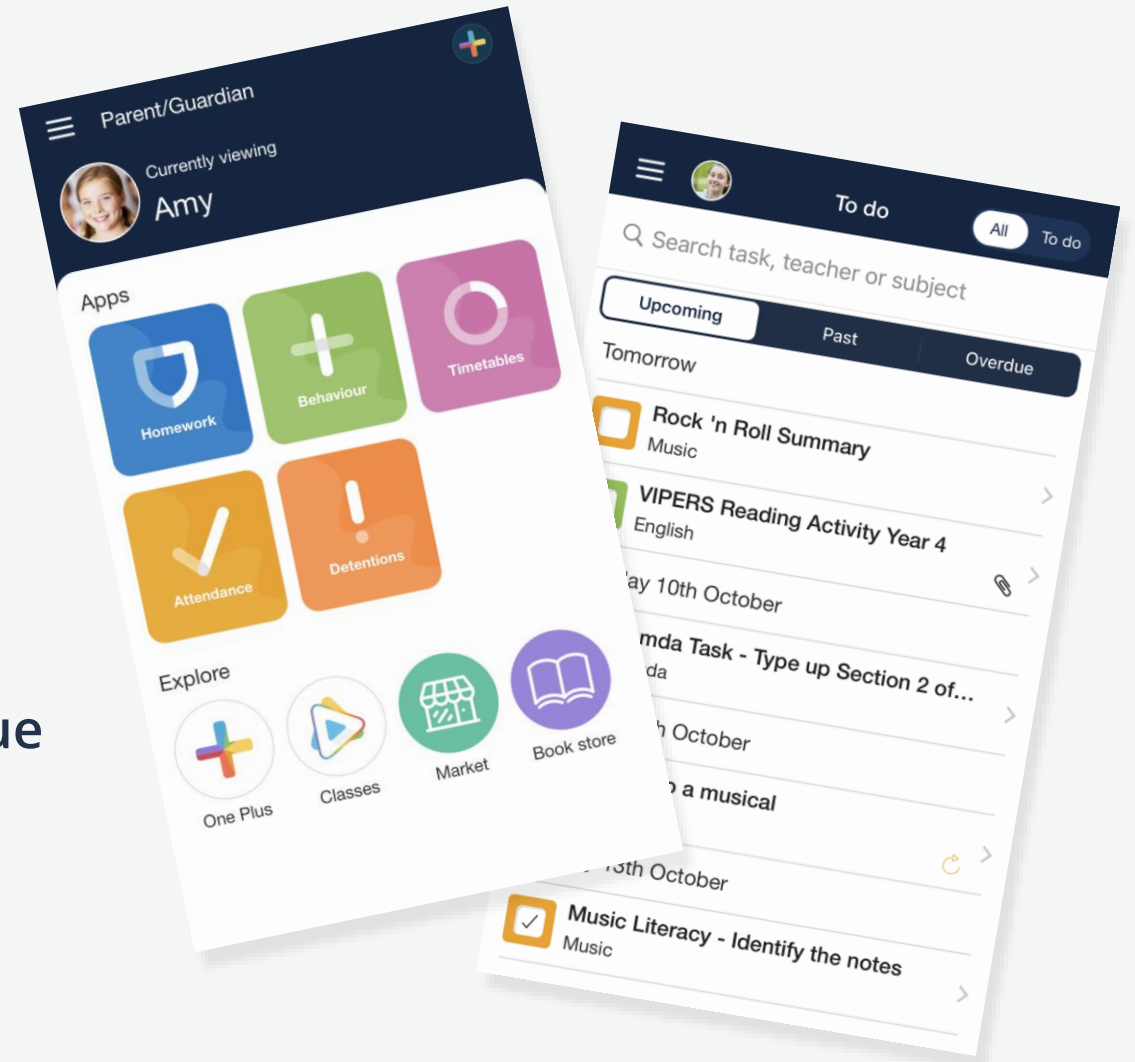 Parent/Guardian
Currently viewing
Amy
Apps
Homework
Behaviour
Timetables
Attendance
Detentions
Explore
One Plus
Classes
Market
Book store
To do
All
To do
Search task, teacher or subject
Upcoming
Past
Overdue
Tomorrow
Rock 'n Roll Summary
Music
VIPERS Reading Activity Year 4
English
10th October
Task - Type up Section 2 of...
October
a musical
13th October
Music Literacy - Identify the notes
Music